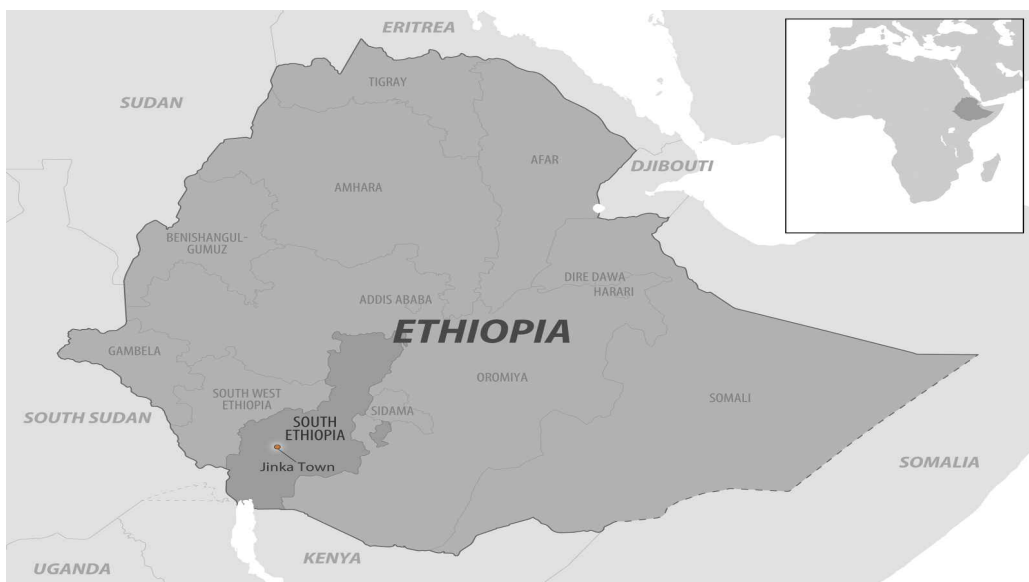 ERITREA
TIGRAY
SUDAN
AFAR
DJIBOUTI
AMHARA
BENISHANGUL-
GUMUZ
DIRE DAWA
HARARI
ADDIS ABABA
ETHIOPIA
GAMBELA
OROMIYA
SOUTH WEST
ETHIOPIA
SOMALI
SIDAMA
SOUTH SUDAN
SOUTH
ETHIOPIA
Jinka Town
SOMALIA
KENYA
UGANDA